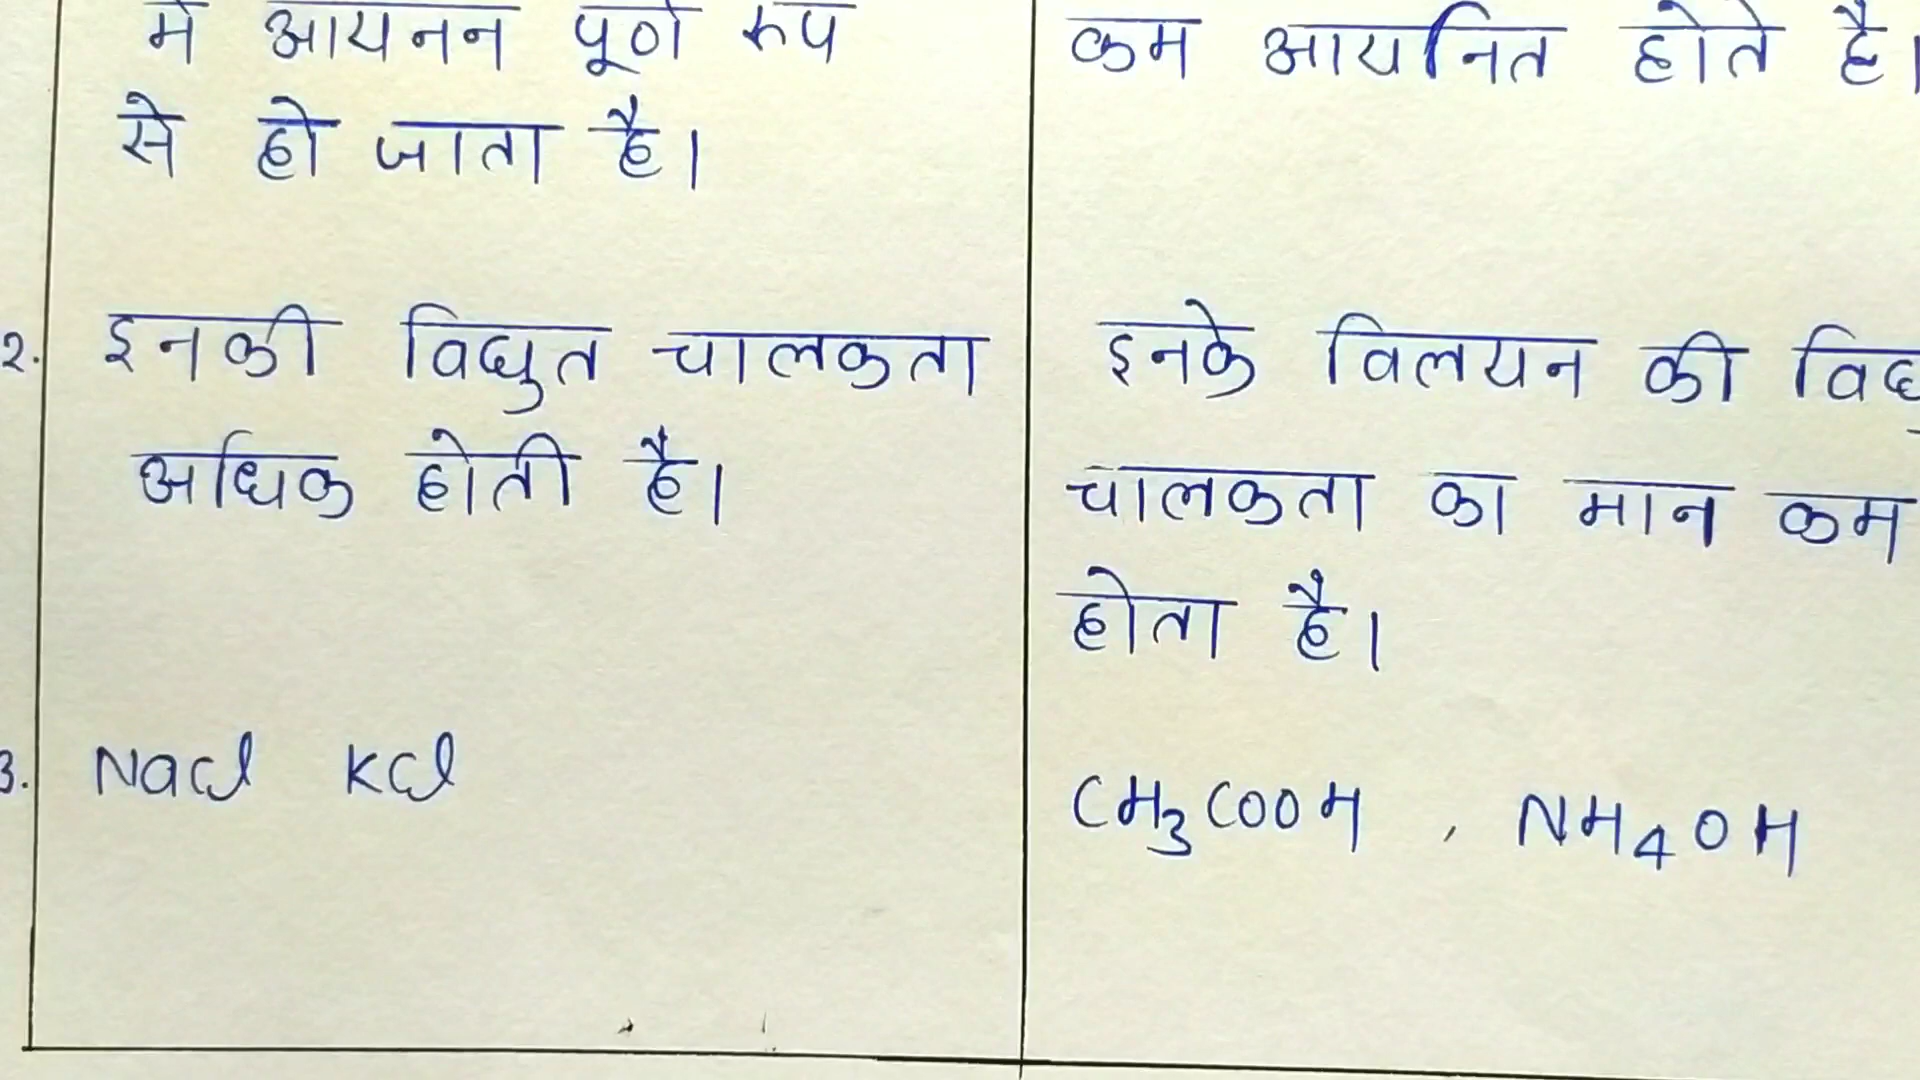 में आयनन पूर्ण रूप
से हो जाता है।
2. इनकी विद्युत चालकता
अधिक होती है।
3. NaCl KCl
कम आयनित होते है।
इनके विलयन की
चालकता का मान कम
होता है।
CH₃COOH , NH₄OH